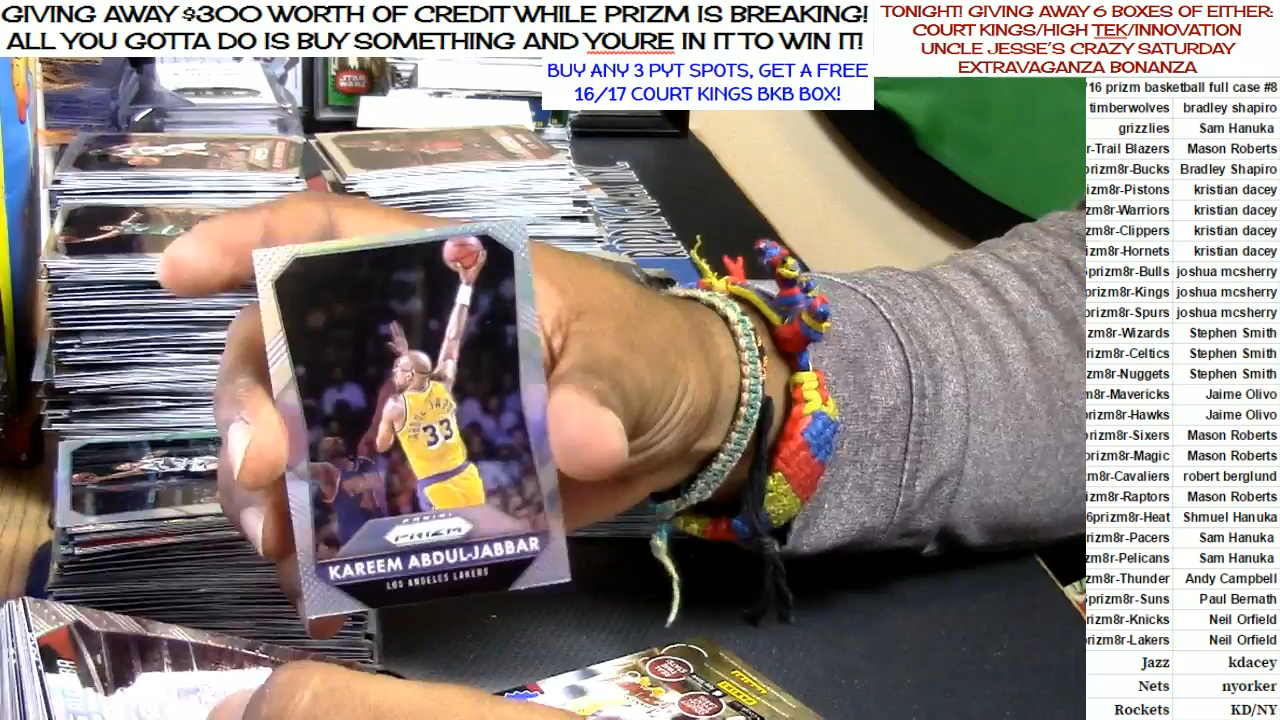 GIVING AWAY $300 WORTH OF CREDIT WHILE PRIZM IS BREAKING!
ALL YOU GOTTA DO IS BUY SOMETHING AND YOURE IN IT TO WIN IT!
BUY ANY 3 PYT SPOTS, GET A FREE
16/17 COURT KINGS BKB BOX!
TONIGHT! GIVING AWAY 6 BOXES OF EITHER:
COURT KINGS/HIGH TEK/INNOVATION
UNCLE JESSE'S CRAZY SATURDAY
EXTRAVAGANZA BONANZA
/16 prizm basketball full case #8
timberwolves bradley shapiro
grizzlies Sam Hanuka
r-Trail Blazers Mason Roberts
prizm8r-Bucks Bradley Shapiro
izm8r-Pistons kristian dacey
zm8r-Warriors kristian dacey
zm8r-Clippers kristian dacey
zm8r-Hornets kristian dacey
prizm8r-Bulls joshua mcsherry
prizm8r-Kings joshua mcsherry
prizm8r-Spurs joshua mcsherry
zm8r-Wizards Stephen Smith
rizm8r-Celtics Stephen Smith
zm8r-Nuggets Stephen Smith
m8r-Mavericks Jaime Olivo
prizm8r-Hawks Jaime Olivo
prizm8r-Sixers Mason Roberts
prizm8r-Magic Mason Roberts
m8r-Cavaliers robert berglund
izm8r-Raptors Mason Roberts
6prizm8r-Heat Shmuel Hanuka
rizm8r-Pacers Sam Hanuka
zm8r-Pelicans Sam Hanuka
zm8r-Thunder Andy Campbell
prizm8r-Suns Paul Bernath
rizm8r-Knicks Neil Orfield
rizm8r-Lakers Neil Orfield
Jazz kdacey
Nets nyorker
Rockets KD/NY
STAR WARS
33
PANINI
PRIZM
KAREEM ABDUL-JABBAR
LOS ANGELES LAKERS